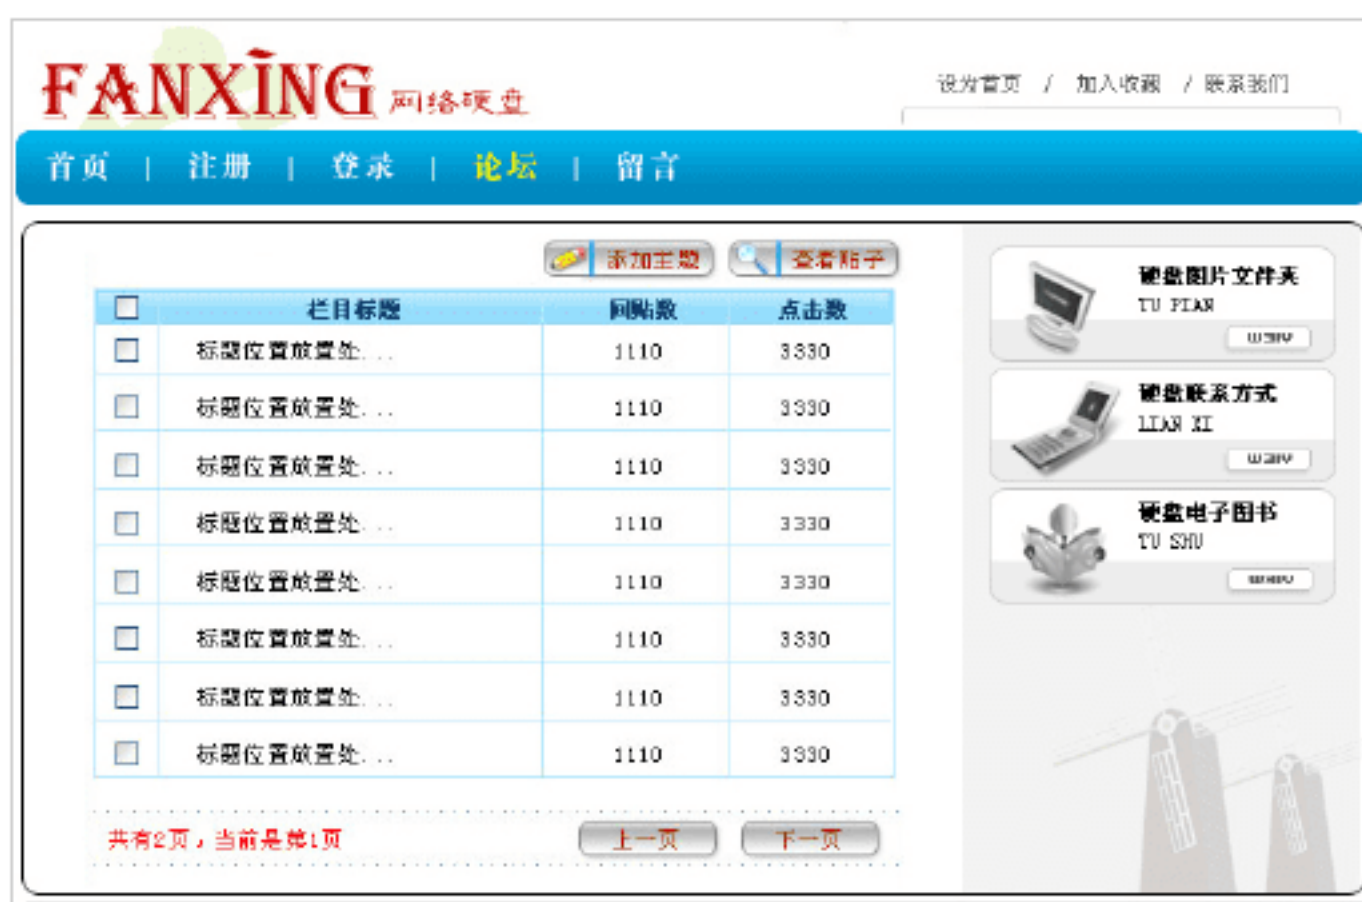 FANXING 网络硬盘
设为首页 / 加入收藏 / 联系我们
首页 | 注册 | 登录 | 论坛 | 留言
添加主题 查看贴子
栏目标题 回贴数 点击数
标题位置放置处... 1110 3330
标题位置放置处... 1110 3330
标题位置放置处... 1110 3330
标题位置放置处... 1110 3330
标题位置放置处... 1110 3330
标题位置放置处... 1110 3330
标题位置放置处... 1110 3330
标题位置放置处... 1110 3330
共有2页，当前是第1页 上一页 下一页
硬盘图片文件夹
TU PIAN
硬盘联系方式
LIAN XI
硬盘电子图书
TU SHU